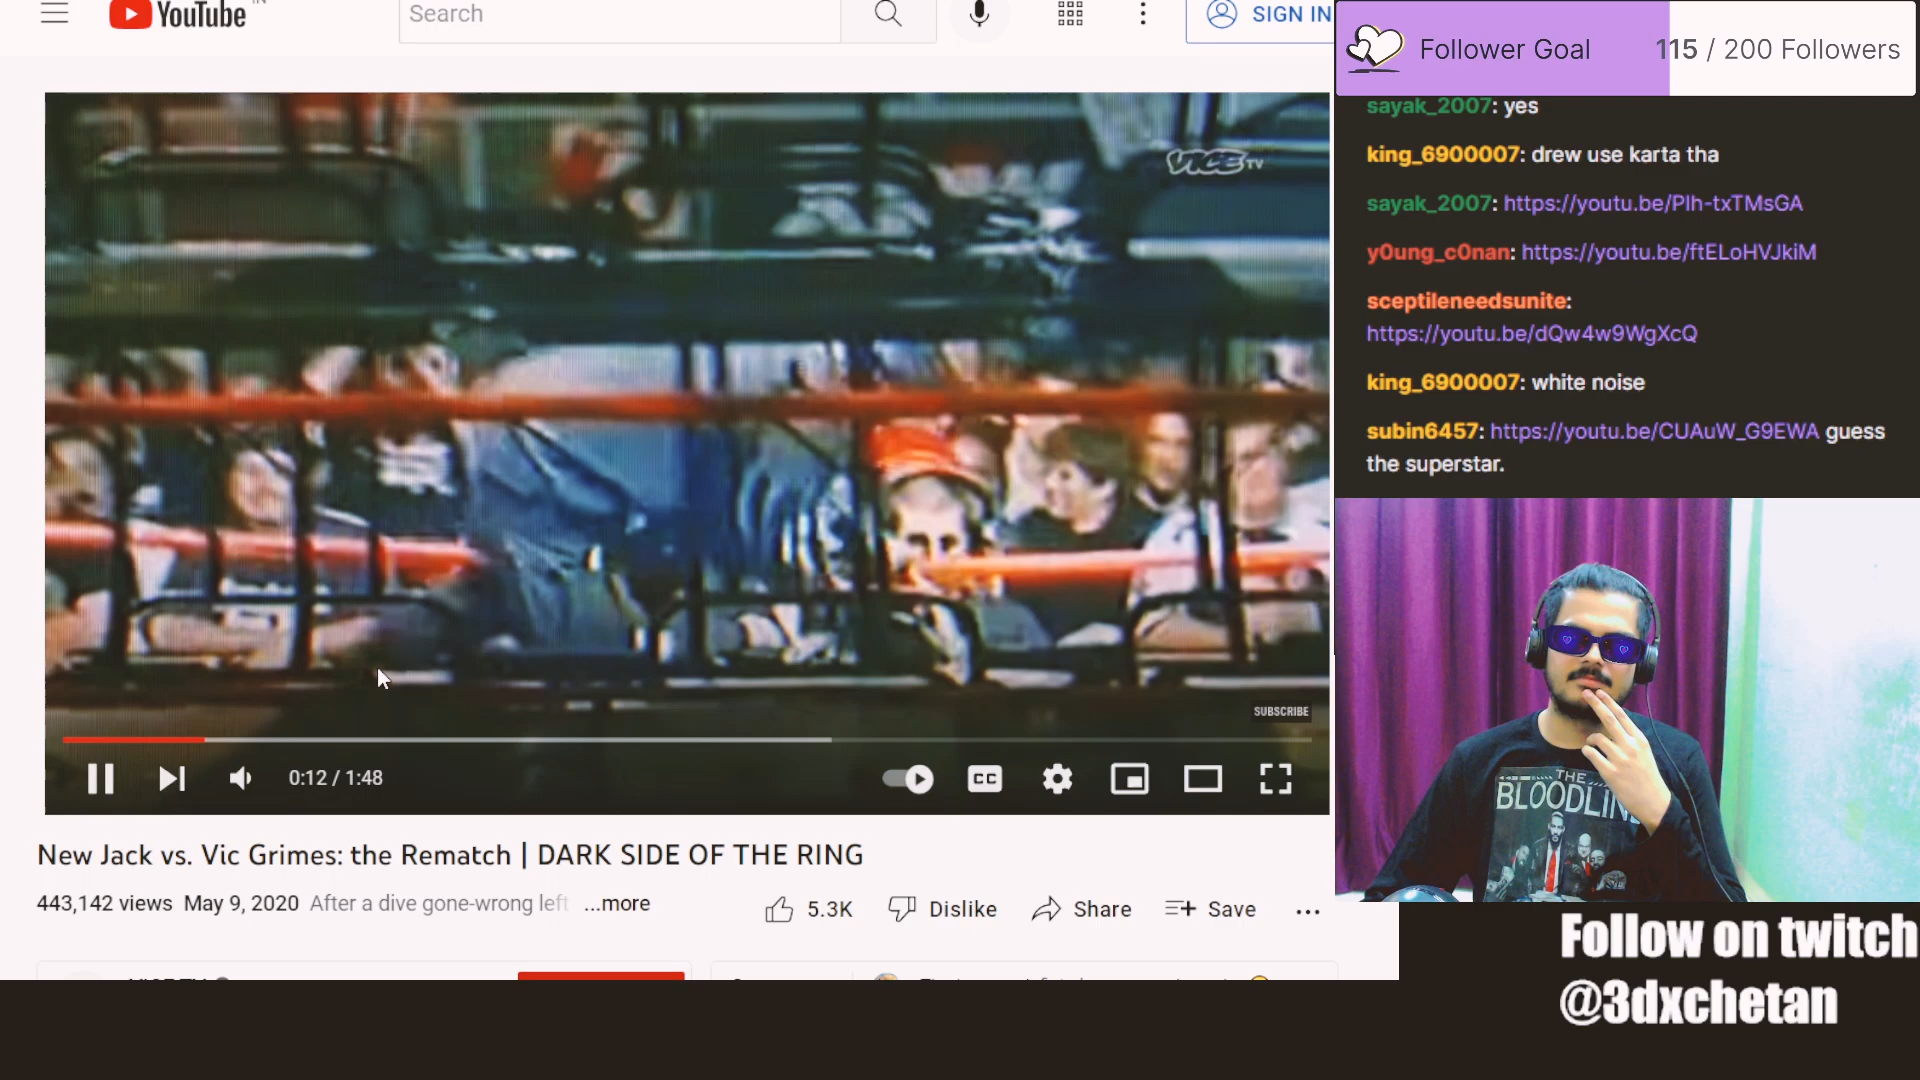 YouTube IN
Search
SIGN IN
Follower Goal 115 / 200 Followers
sayak_2007: yes
king_6900007: drew use karta tha
sayak_2007: https://youtu.be/PIh-txTMsGA
y0ung_c0nan: https://youtu.be/ftELoHVJkiM
sceptileneedsunite:
https://youtu.be/dQw4w9WgXcQ
king_6900007: white noise
subin6457: https://youtu.be/CUAuW_G9EWA guess
the superstar.
VICE TV
SUBSCRIBE
0:12 / 1:48
CC
New Jack vs. Vic Grimes: the Rematch | DARK SIDE OF THE RING
443,142 views May 9, 2020 After a dive gone-wrong left ...more
5.3K Dislike Share Save
THE
BLOODLIN
Follow on twitch
@3dxchetan